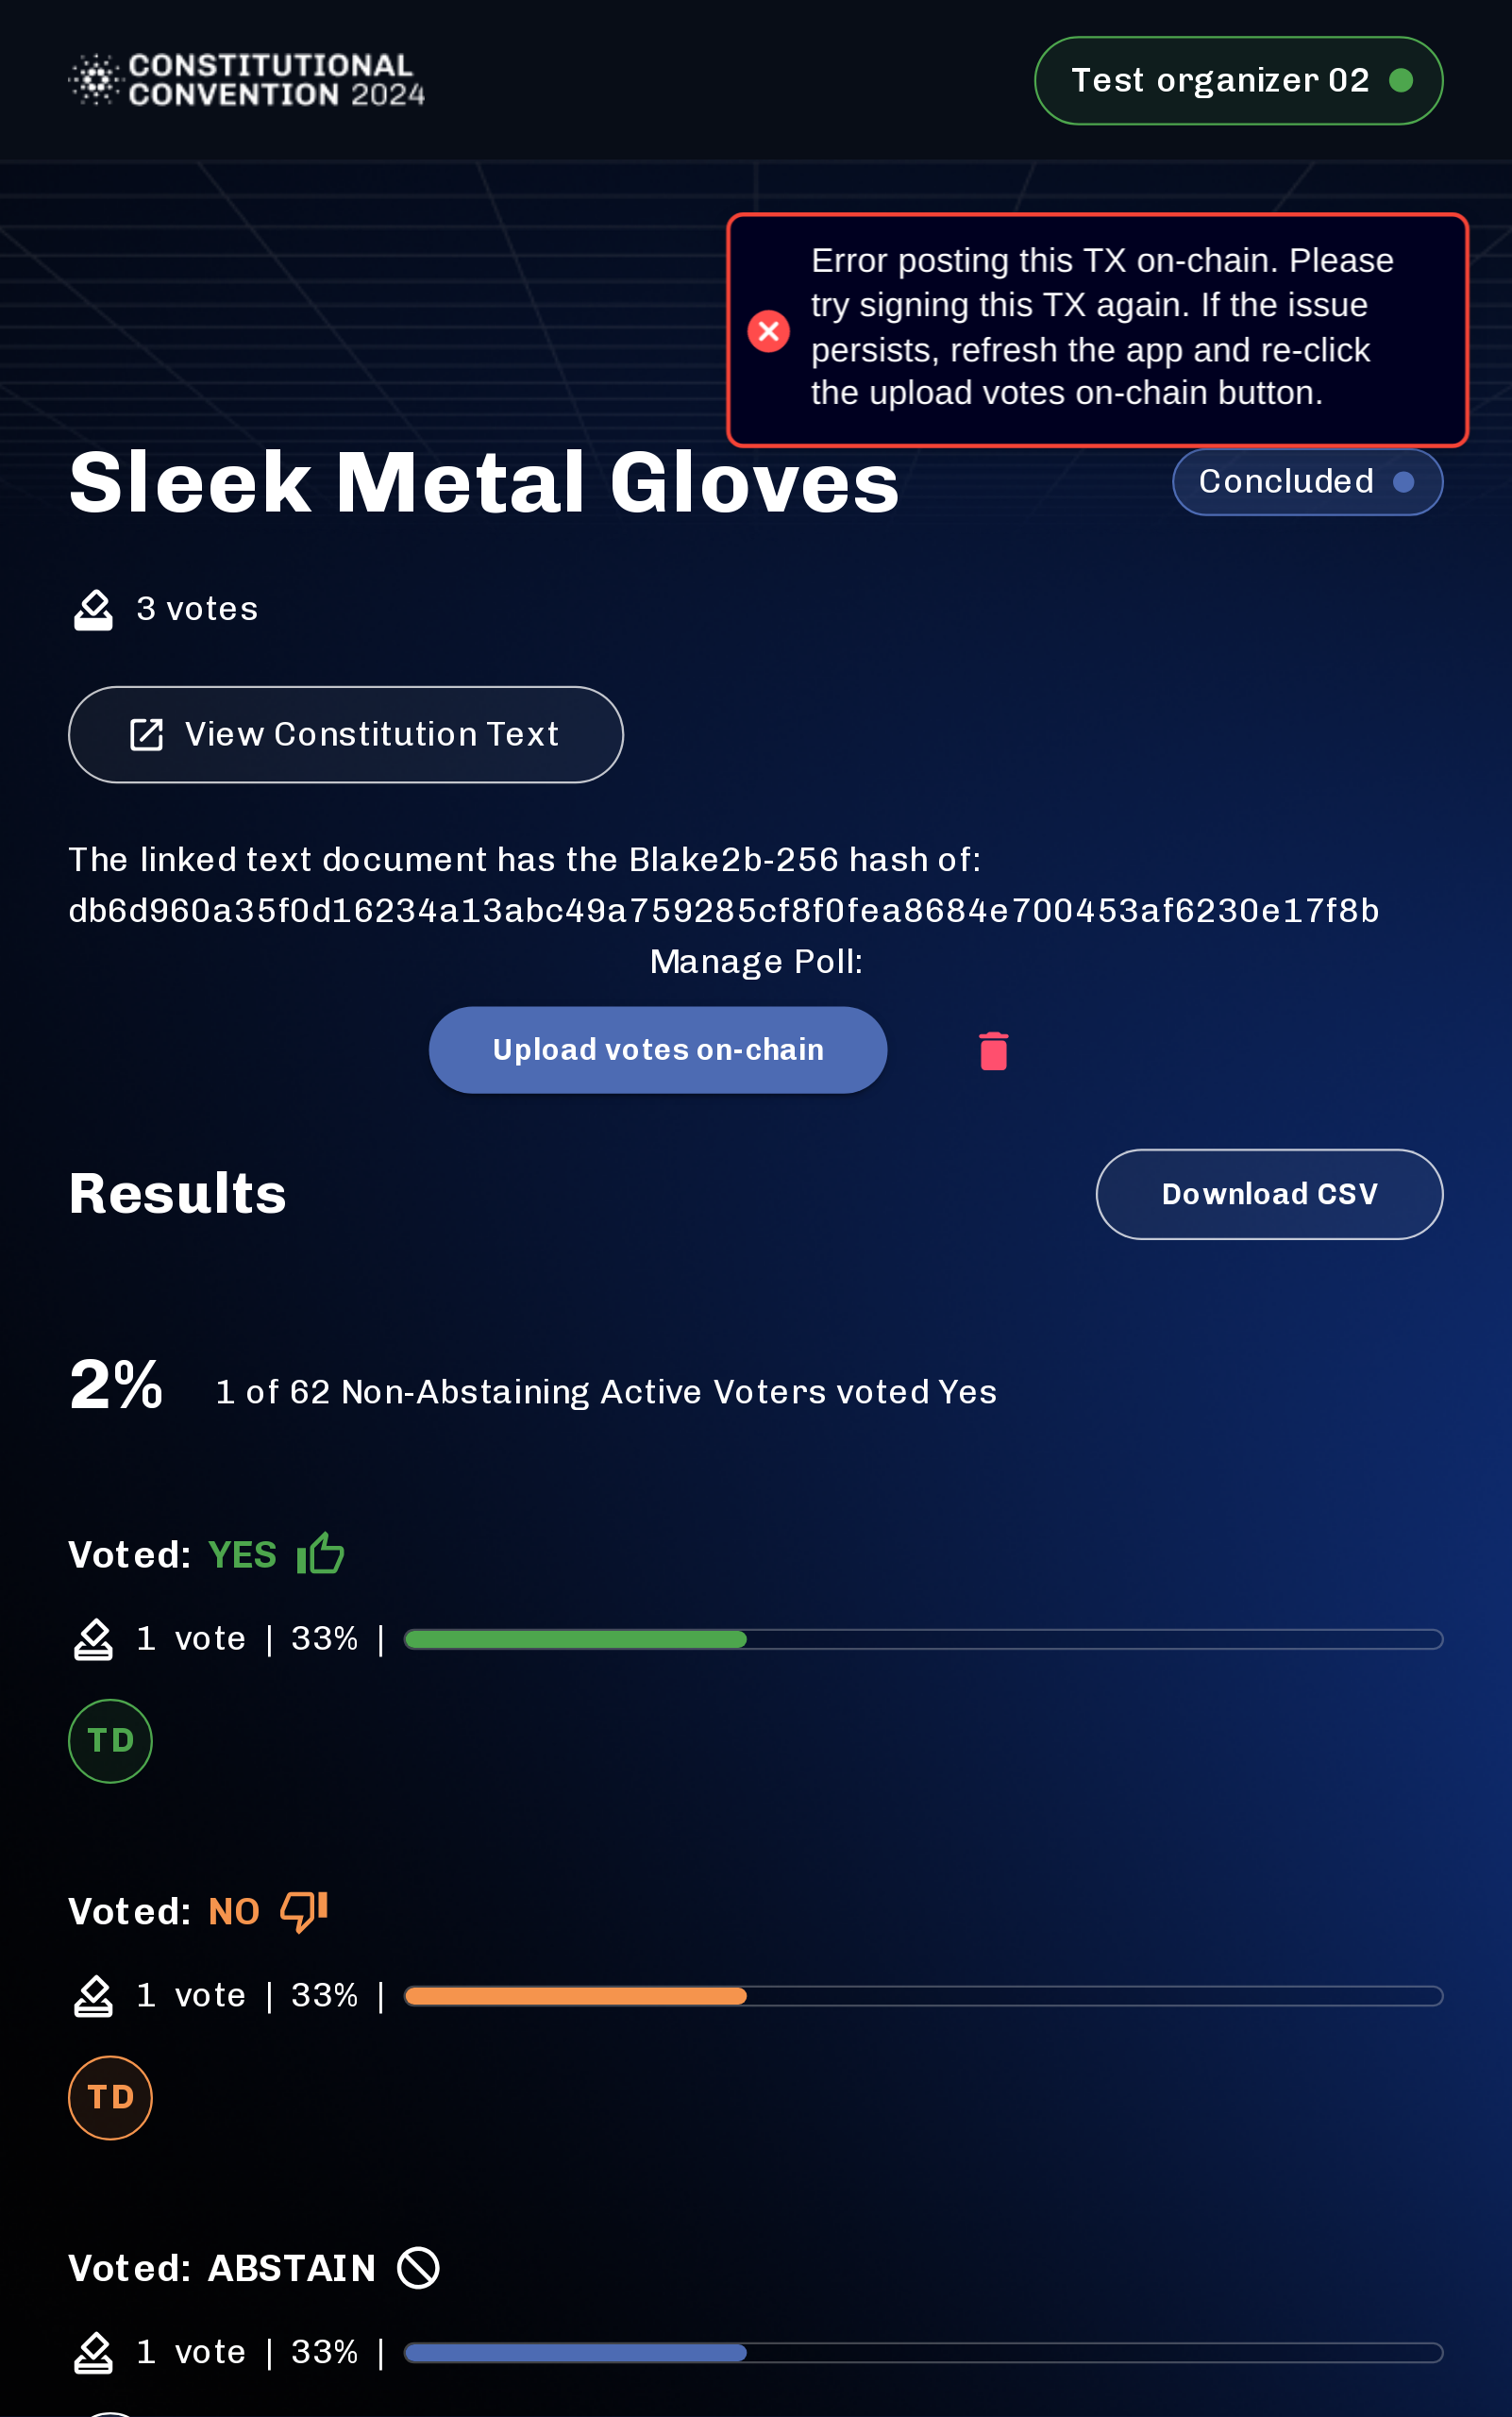 CONSTITUTIONAL
CONVENTION 2024
Test organizer 02
Error posting this TX on-chain. Please
try signing this TX again. If the issue
persists, refresh the app and re-click
the upload votes on-chain button.
Sleek Metal Gloves
Concluded
3 votes
View Constitution Text
The linked text document has the Blake2b-256 hash of:
db6d960a35f0d16234a13abc49a759285cf8f0fea8684e700453af6230e17f8b
Manage Poll:
Upload votes on-chain
Results
Download CSV
2%
1 of 62 Non-Abstaining Active Voters voted Yes
Voted: YES
1 vote | 33% |
TD
Voted: NO
1 vote | 33% |
TD
Voted: ABSTAIN
1 vote | 33% |